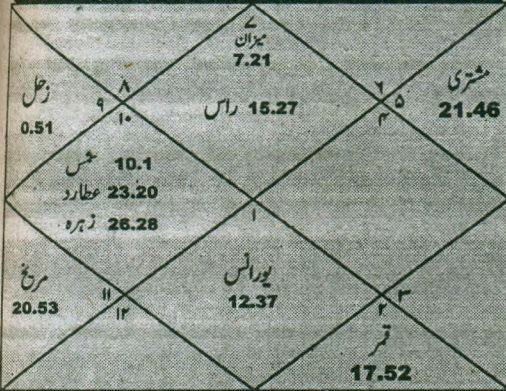 ۷
میزان
7.21
۸
۹
۱۰
زحل
0.51
راس 15.27
۶
۵
۴
مشتری
21.46
شمس 10.1
عطارد 23.20
زہرہ 26.28
۱
مریخ
20.53
۱۱
۱۲
یورانس
12.37
۳
۲
قمر
17.52